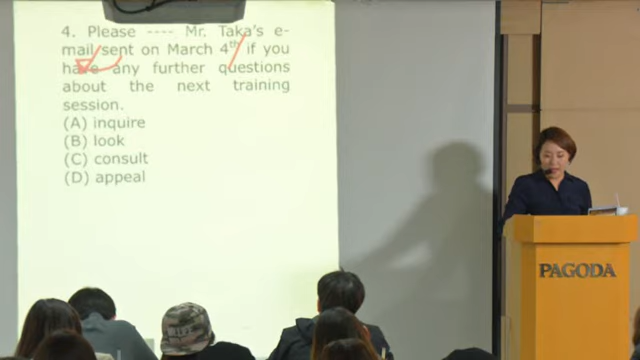 4. Please ---- Mr. Taka's e-
mail sent on March 4th if you
have any further questions
about the next training
session.
(A) inquire
(B) look
(C) consult
(D) appeal
PAGODA